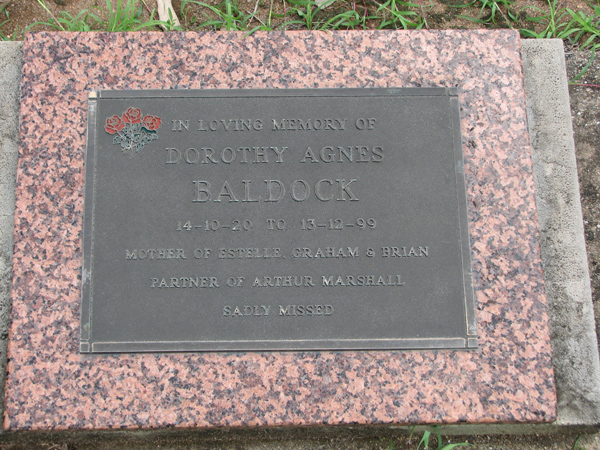 IN LOVING MEMORY OF
DOROTHY AGNES
BALDOCK
14-10-20 TO 13-12-99
MOTHER OF ESTELLE, GRAHAM & BRIAN
PARTNER OF ARTHUR MARSHALL
SADLY MISSED